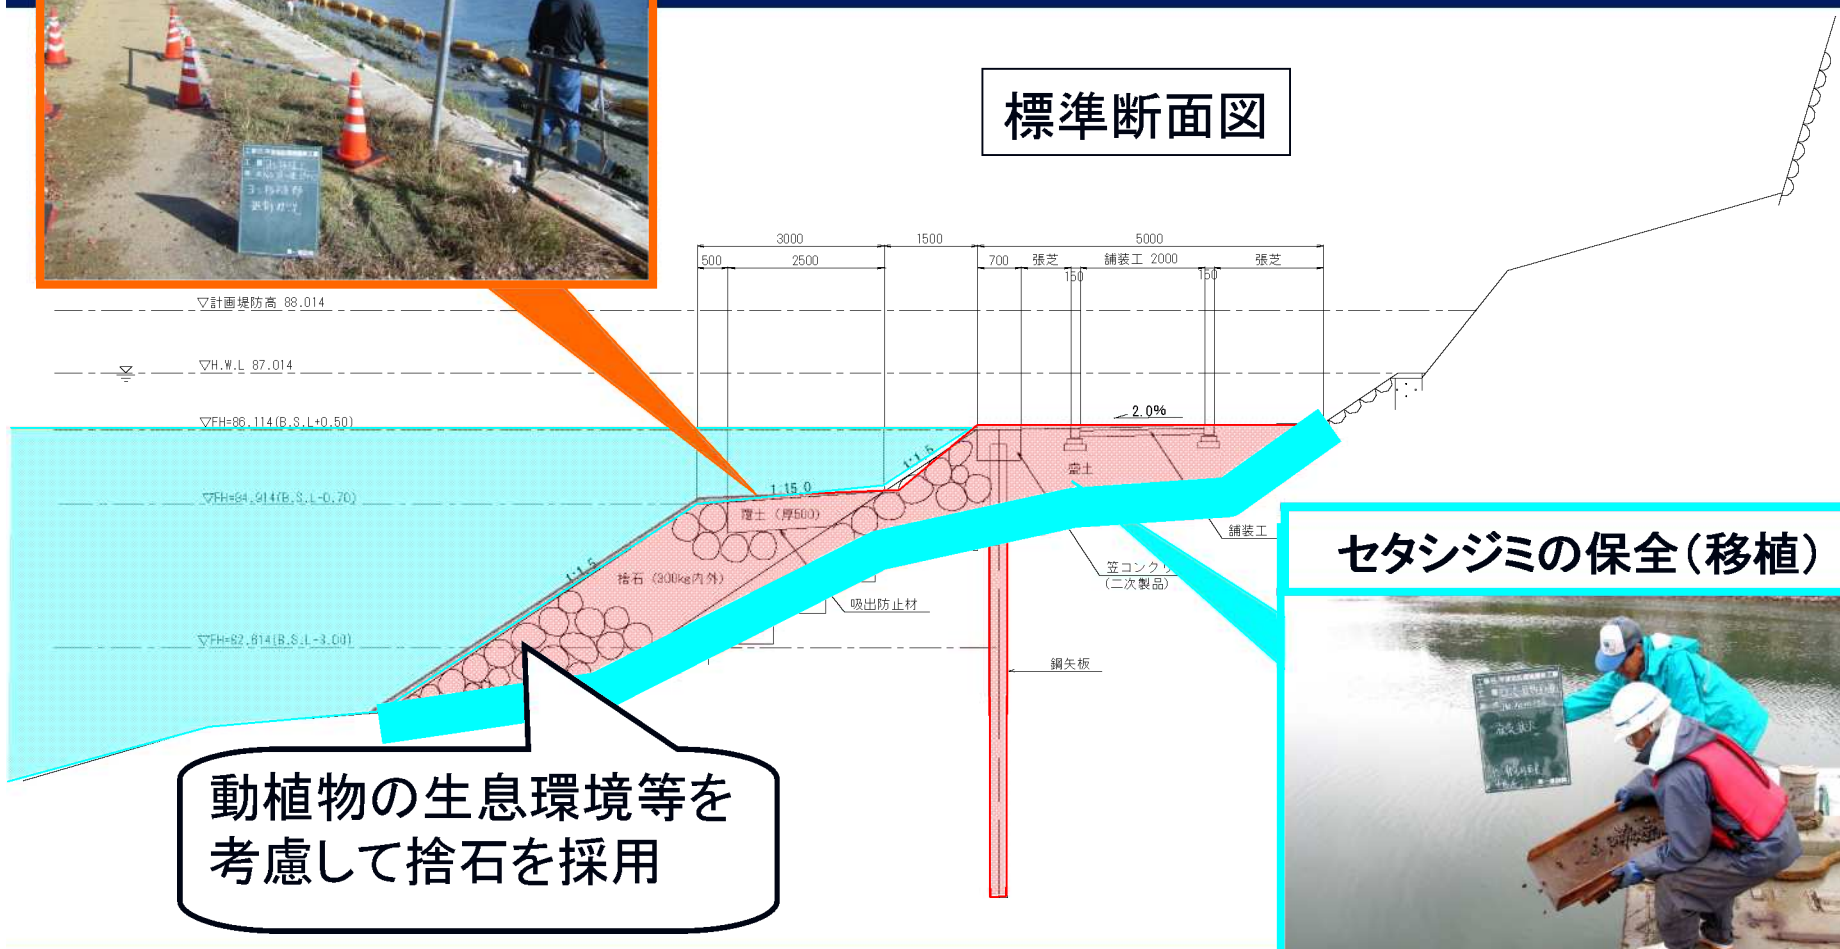 標準断面図
3000
1500
5000
500
2500
700
張芝
150
舗装工 2000
150
張芝
▽計画堤防高 88.014
▽H.W.L 87.014
▽FH=86.114(B.S.L+0.50)
2.0%
1:1.5
盛土
▽FH=84.914(B.S.L-0.70)
1:15.0
覆土（厚500）
舗装工
セタシジミの保全（移植）
1:1.5
捨石（300kg内外）
笠コンクリ
(二次製品)
吸出防止材
▽FH=82.614(B.S.L-3.00)
鋼矢板
動植物の生息環境等を
考慮して捨石を採用